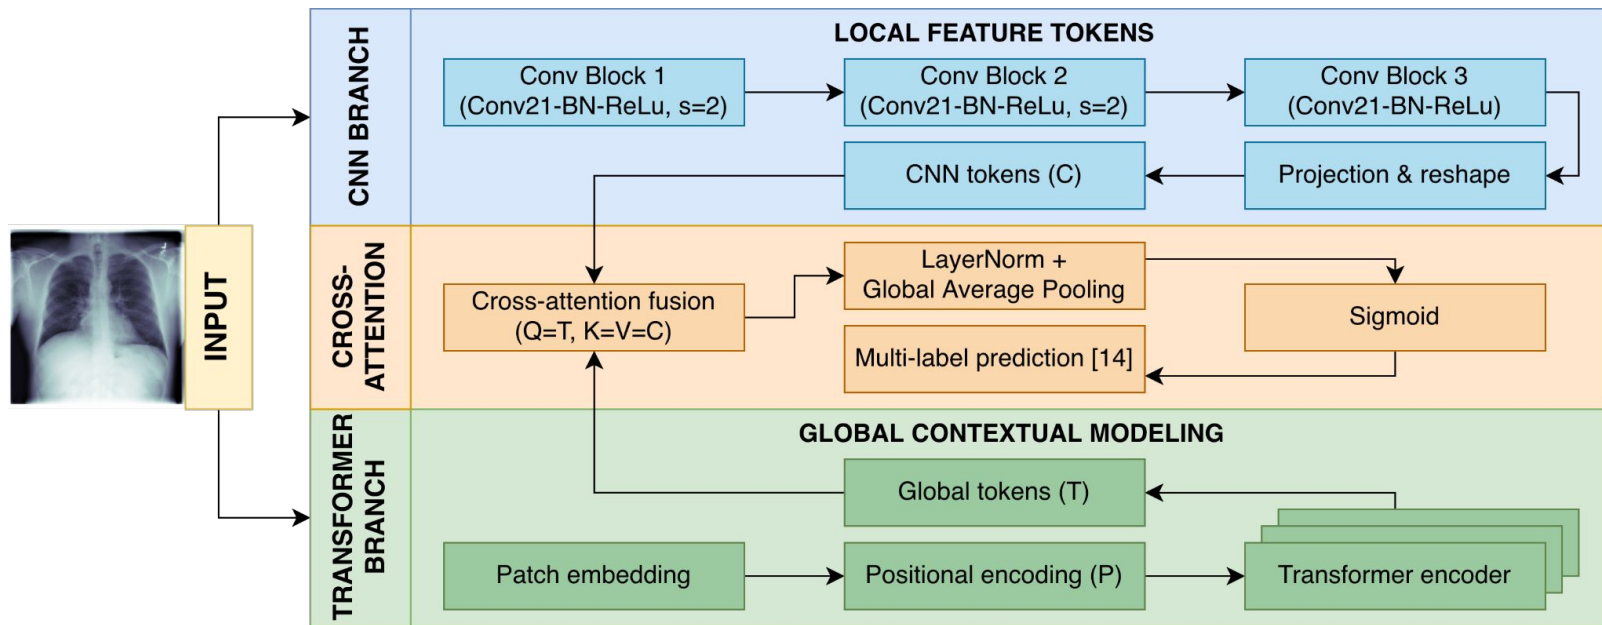 INPUT
CNN BRANCH
LOCAL FEATURE TOKENS
Conv Block 1
(Conv21-BN-ReLu, s=2)
Conv Block 2
(Conv21-BN-ReLu, s=2)
Conv Block 3
(Conv21-BN-ReLu)
CNN tokens (C)
Projection & reshape
CROSS-
ATTENTION
Cross-attention fusion
(Q=T, K=V=C)
LayerNorm +
Global Average Pooling
Sigmoid
Multi-label prediction [14]
TRANSFORMER
BRANCH
GLOBAL CONTEXTUAL MODELING
Global tokens (T)
Patch embedding
Positional encoding (P)
Transformer encoder